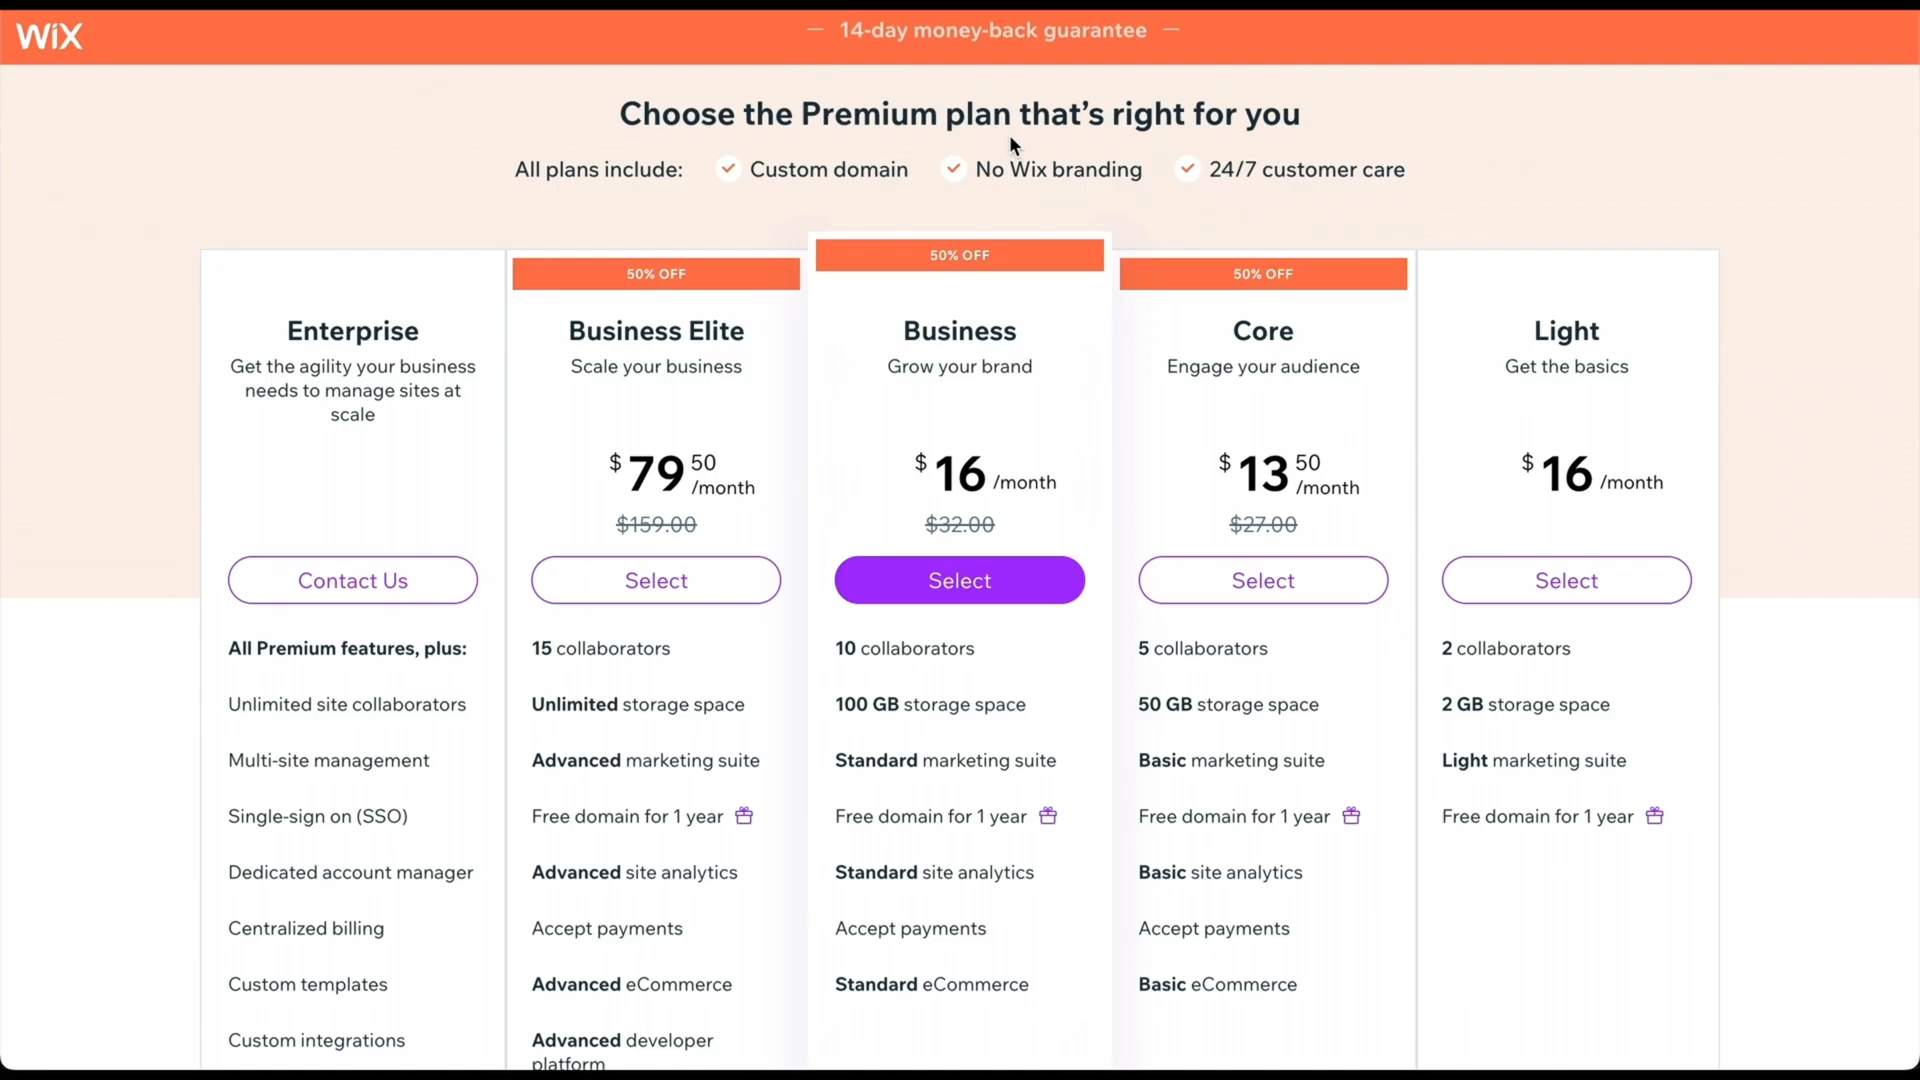 WiX
14-day money-back guarantee
Choose the Premium plan that's right for you
All plans include:
Custom domain
No Wix branding
24/7 customer care
Enterprise
Get the agility your business
needs to manage sites at
scale
Contact Us
All Premium features, plus:
Unlimited site collaborators
Multi-site management
Single-sign on (SSO)
Dedicated account manager
Centralized billing
Custom templates
Custom integrations
50% OFF
Business Elite
Scale your business
$ 79 50 /month
$159.00
Select
15 collaborators
Unlimited storage space
Advanced marketing suite
Free domain for 1 year
Advanced site analytics
Accept payments
Advanced eCommerce
Advanced developer
platform
50% OFF
Business
Grow your brand
$ 16 /month
$32.00
Select
10 collaborators
100 GB storage space
Standard marketing suite
Free domain for 1 year
Standard site analytics
Accept payments
Standard eCommerce
50% OFF
Core
Engage your audience
$ 13 50 /month
$27.00
Select
5 collaborators
50 GB storage space
Basic marketing suite
Free domain for 1 year
Basic site analytics
Accept payments
Basic eCommerce
Light
Get the basics
$ 16 /month
Select
2 collaborators
2 GB storage space
Light marketing suite
Free domain for 1 year